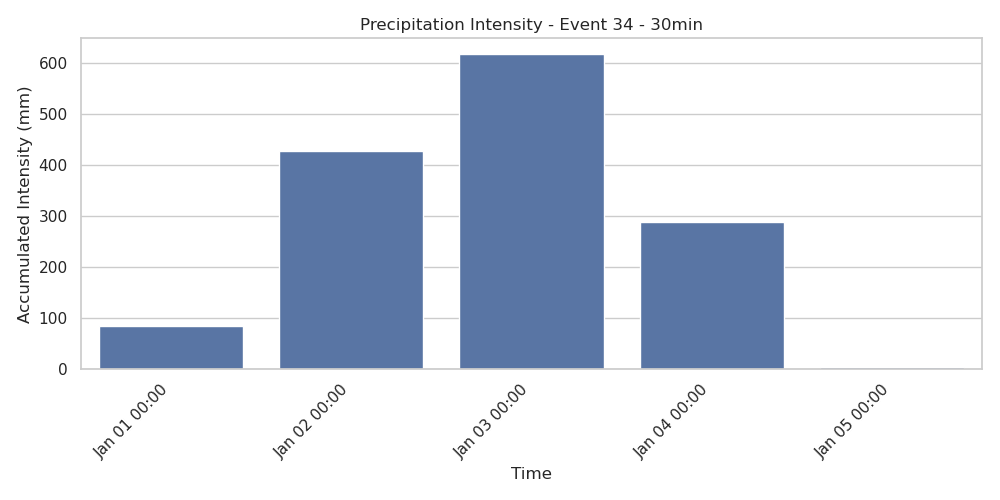 Precipitation Intensity - Event 34 - 30min
Accumulated Intensity (mm)
600
500
400
300
200
100
0
Jan 01 00:00
Jan 02 00:00
Jan 03 00:00
Jan 04 00:00
Jan 05 00:00
Time